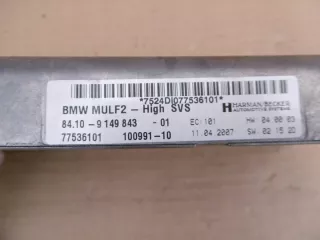 *7524DI077536101*
BMW MULF2 - High SVS
HARMAN/BECKER
AUTOMOTIVE SYSTEMS
84.10 - 9 149 843 - 01 EC:101 HW: 04 00 03
77536101 100991-10 11.04.2007 SW: 02 15 20